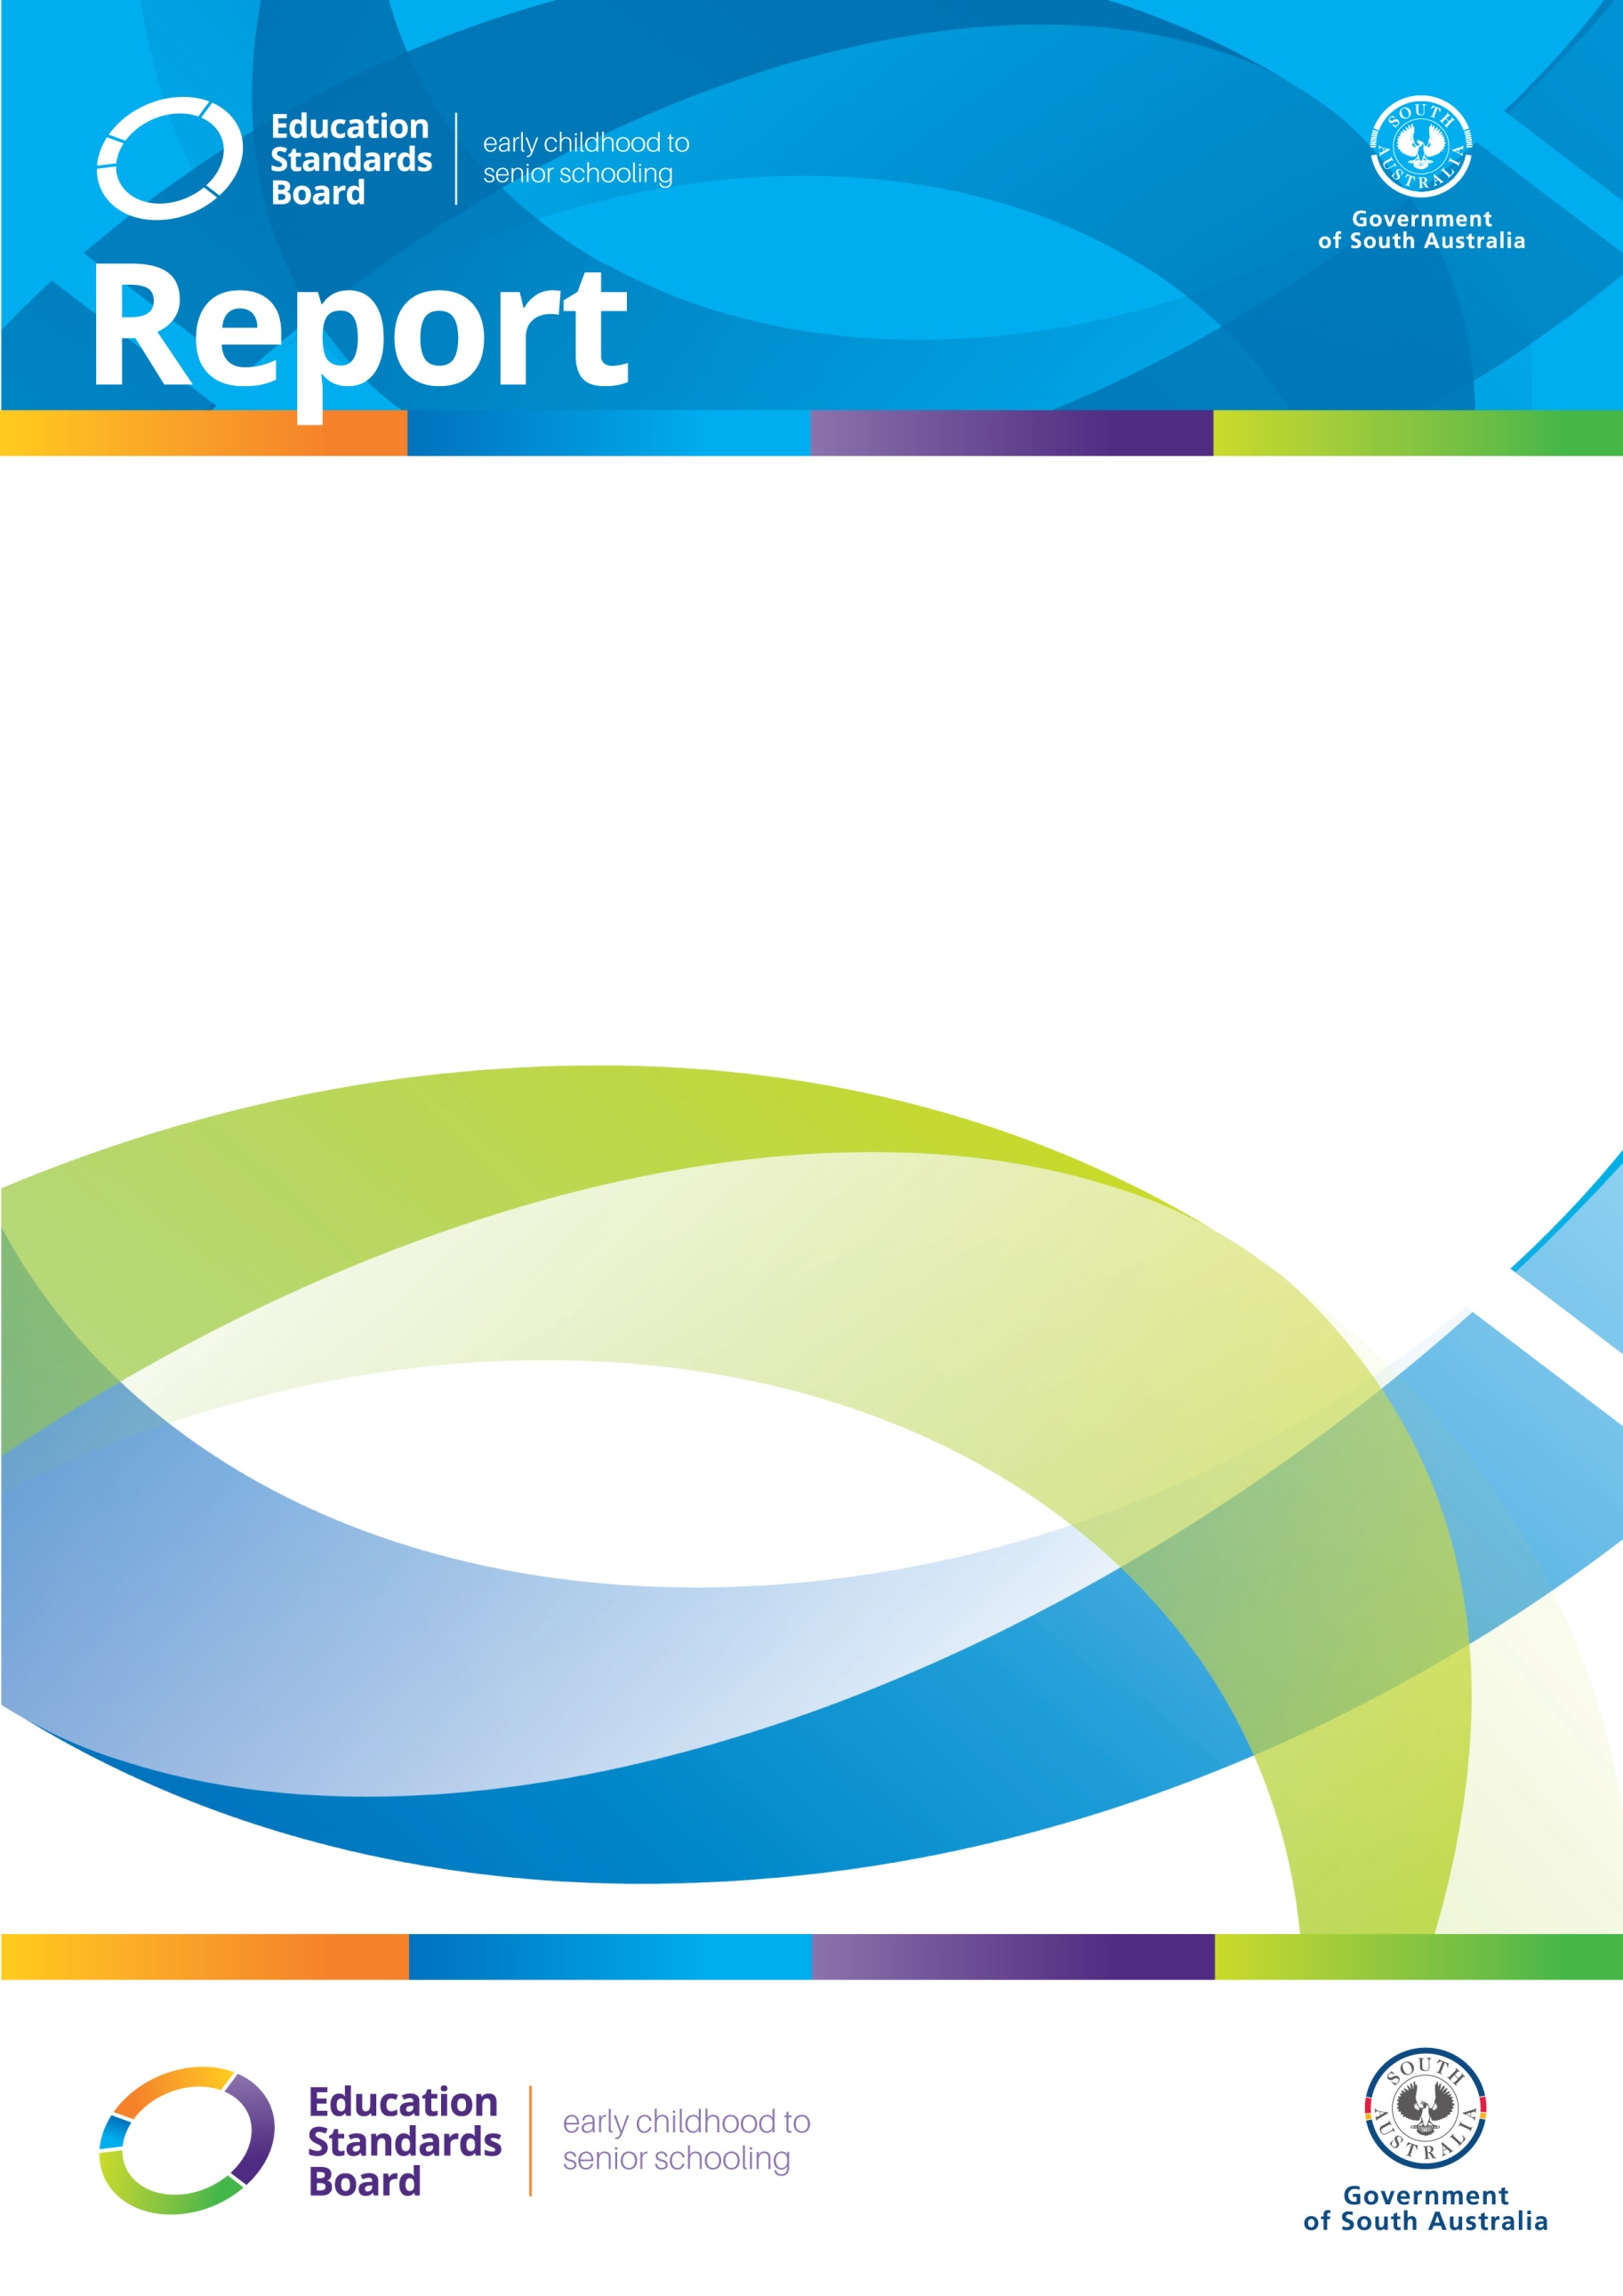 Education
Standards
Board
early childhood to
senior schooling
SOUTH
AUSTRALIA
Government
of South Australia
Report
Education
Standards
Board
early childhood to
senior schooling
SOUTH
AUSTRALIA
Government
of South Australia